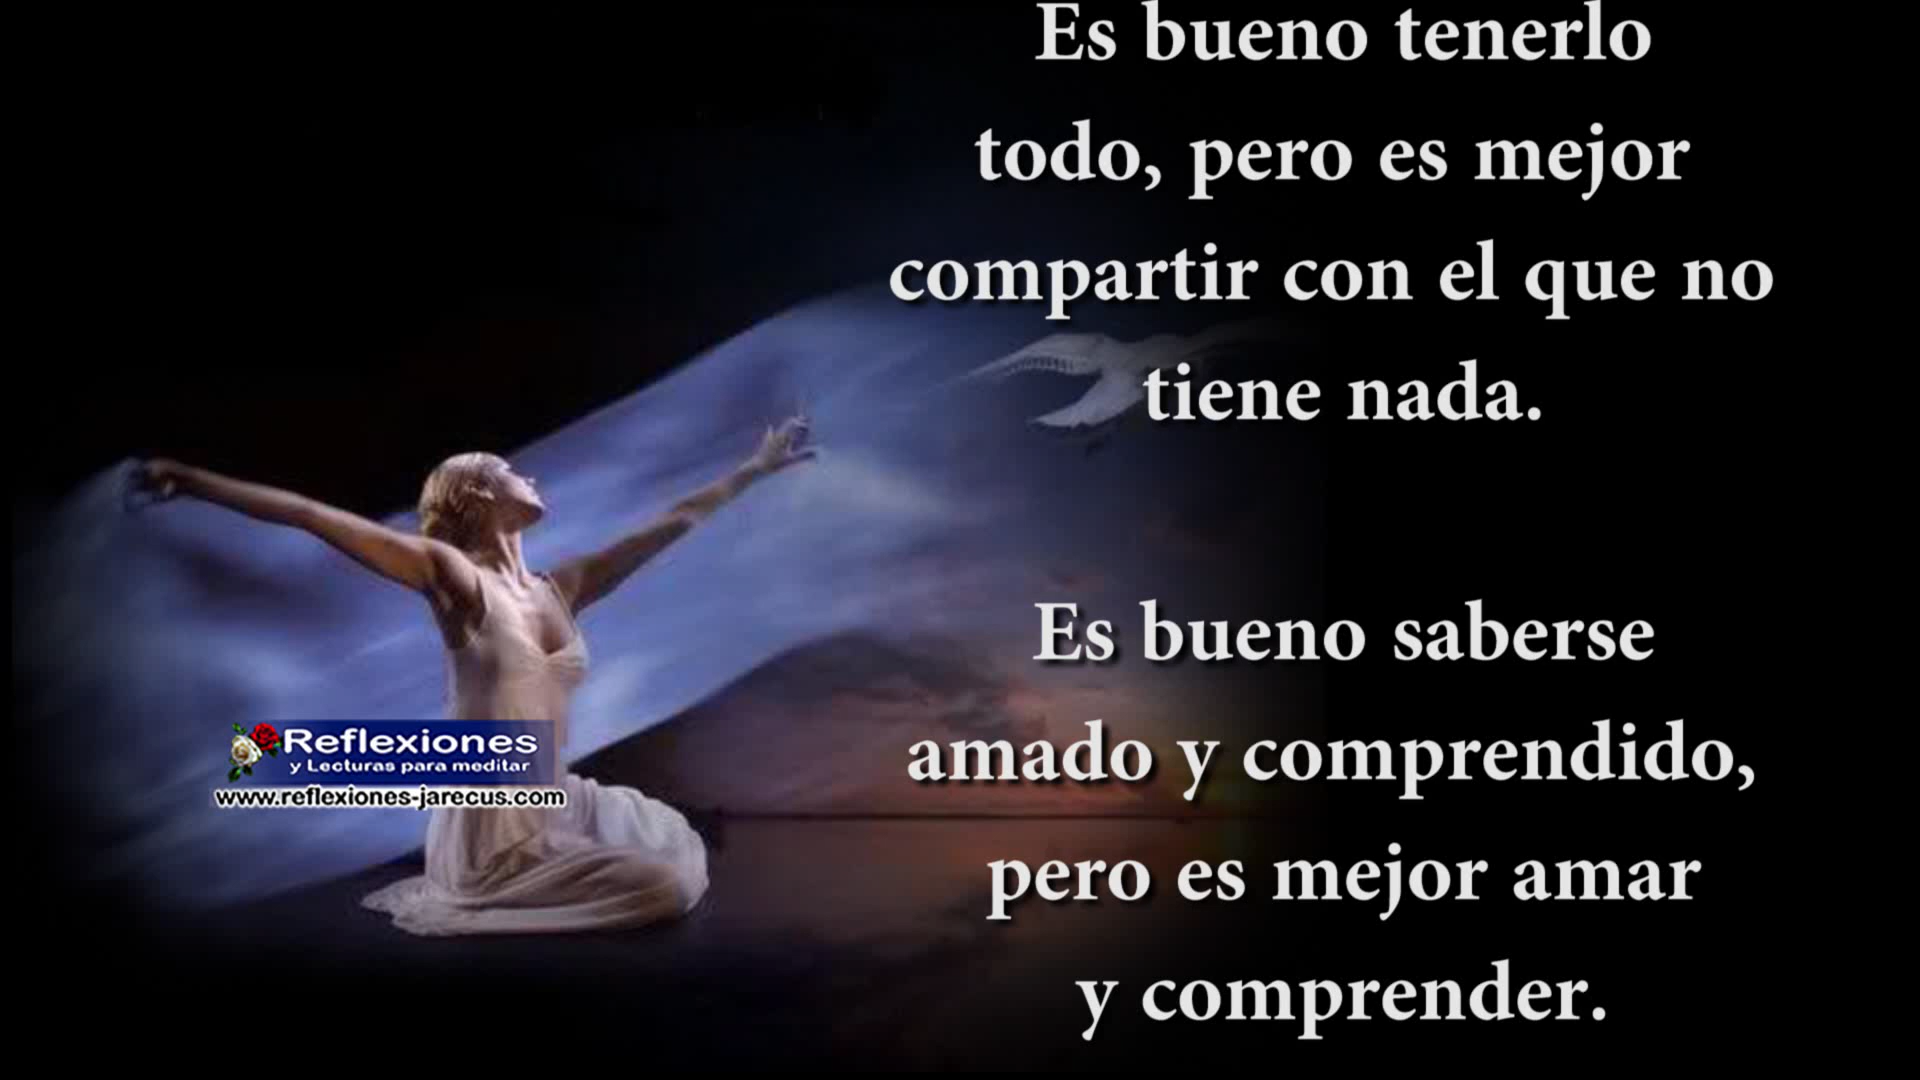 Es bueno tenerlo
todo, pero es mejor
compartir con el que no
tiene nada.
Es bueno saberse
amado y comprendido,
pero es mejor amar
y comprender.
Reflexiones
y Lecturas para meditar
www.reflexiones-jarecus.com